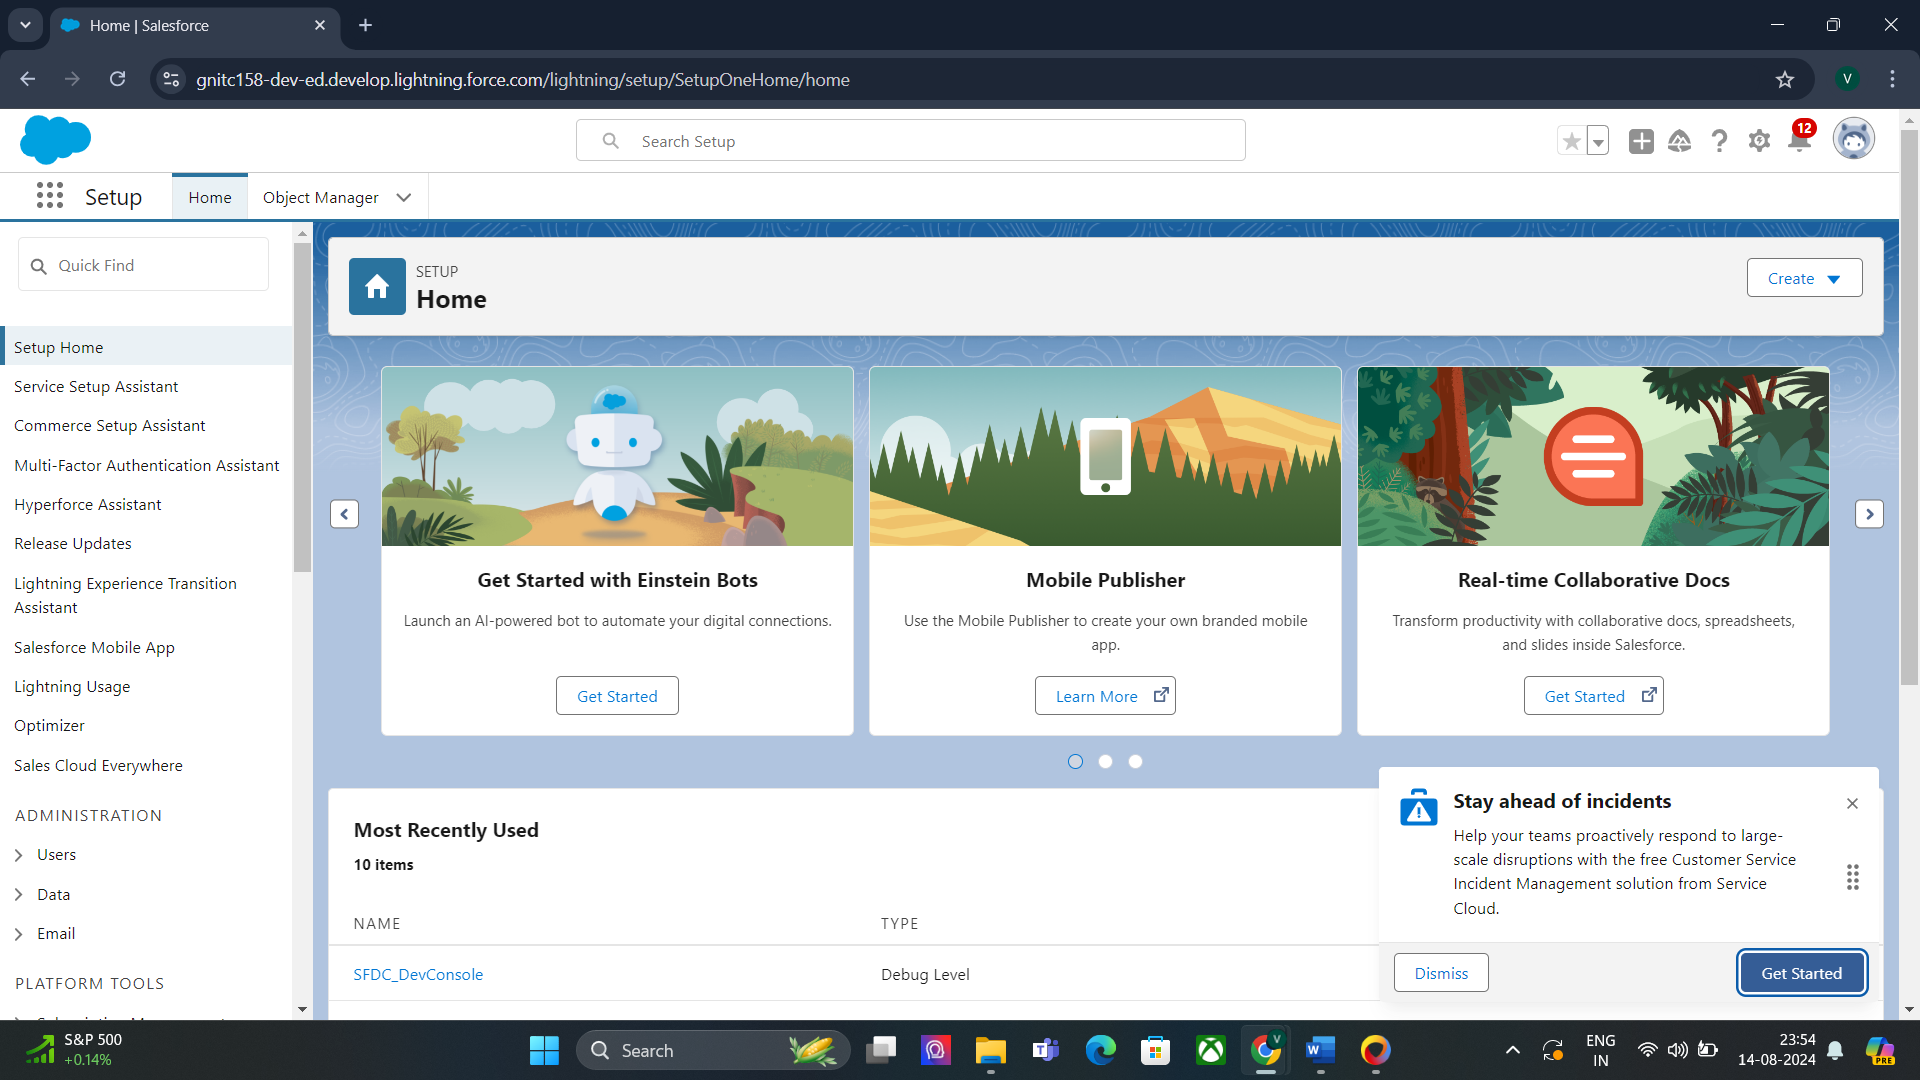 Home | Salesforce
gnitc158-dev-ed.develop.lightning.force.com/lightning/setup/SetupOneHome/home
V
Search Setup
12
Setup
Home
Object Manager
Quick Find
Setup Home
Service Setup Assistant
Commerce Setup Assistant
Multi-Factor Authentication Assistant
Hyperforce Assistant
Release Updates
Lightning Experience Transition
Assistant
Salesforce Mobile App
Lightning Usage
Optimizer
Sales Cloud Everywhere
ADMINISTRATION
Users
Data
Email
PLATFORM TOOLS
SETUP
Home
Create
Get Started with Einstein Bots
Launch an AI-powered bot to automate your digital connections.
Get Started
Mobile Publisher
Use the Mobile Publisher to create your own branded mobile
app.
Learn More
Real-time Collaborative Docs
Transform productivity with collaborative docs, spreadsheets,
and slides inside Salesforce.
Get Started
Most Recently Used
10 items
NAME
TYPE
SFDC_DevConsole
Debug Level
Stay ahead of incidents
Help your teams proactively respond to large-
scale disruptions with the free Customer Service
Incident Management solution from Service
Cloud.
Dismiss
Get Started
S&P 500
+0.14%
Search
V
ENG
IN
23:54
14-08-2024
PRE